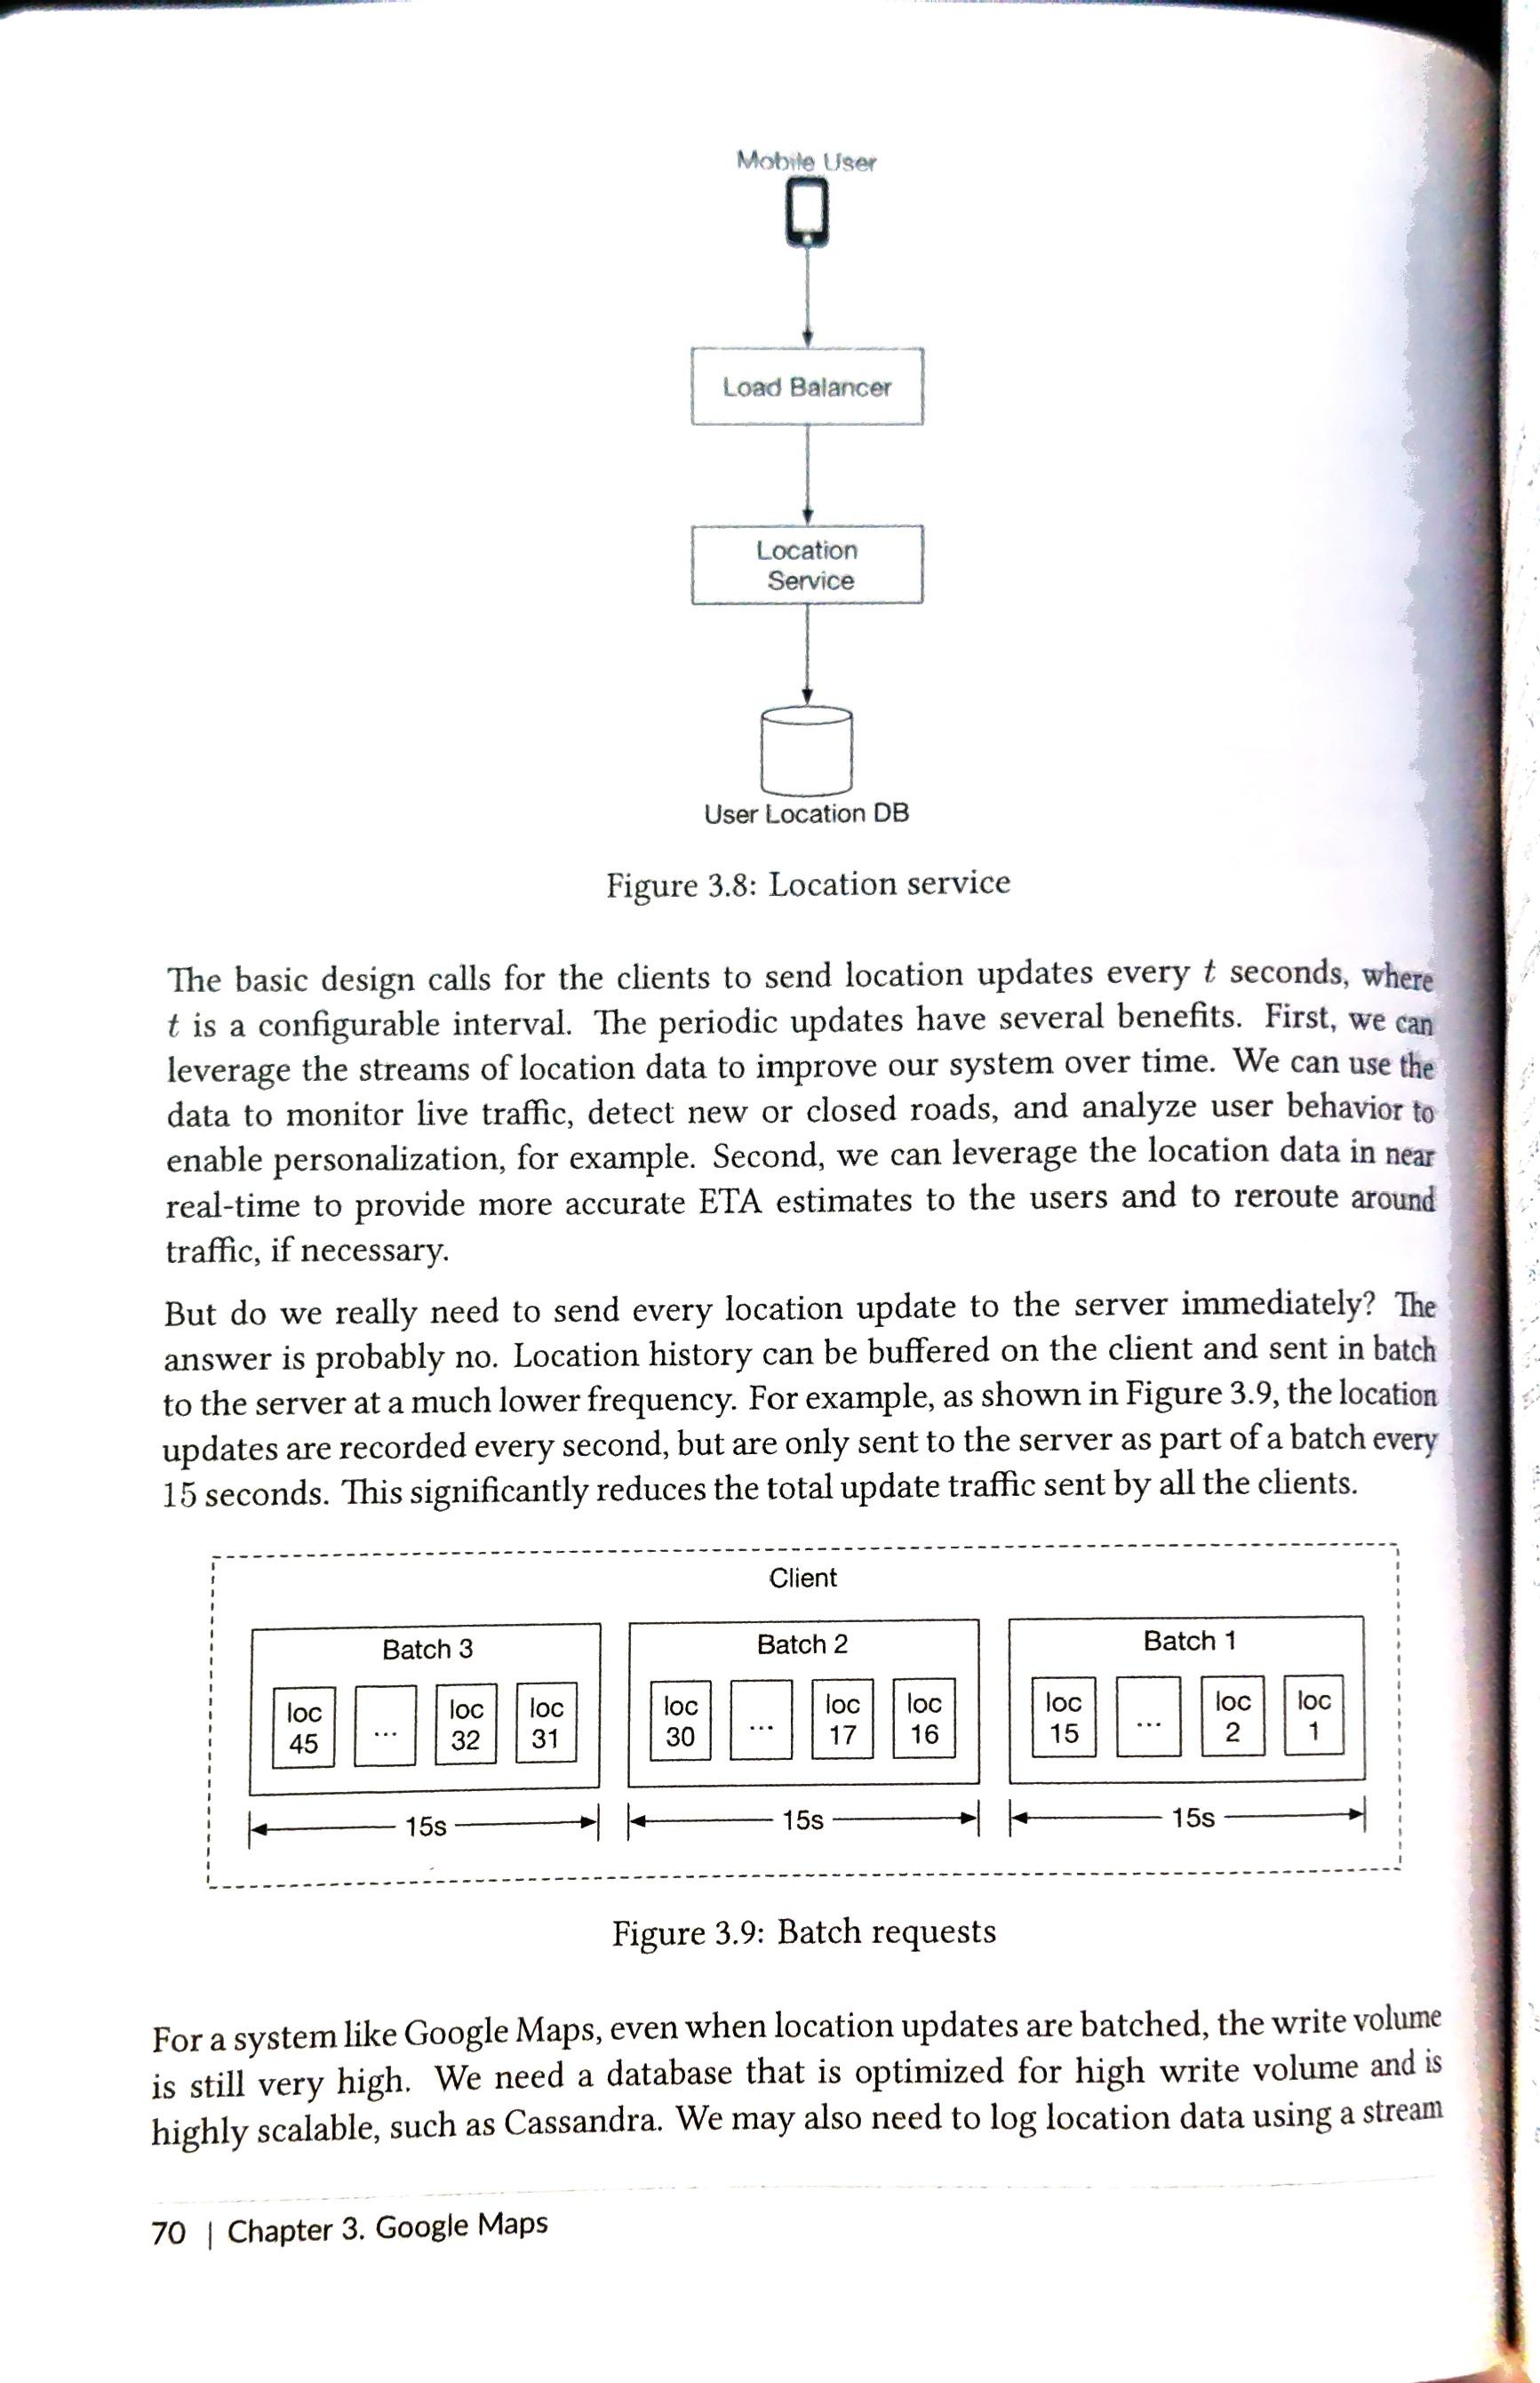 Mobile User
Load Balancer
Location
Service
User Location DB
Figure 3.8: Location service
The basic design calls for the clients to send location updates every t seconds, where
t is a configurable interval. The periodic updates have several benefits. First, we can
leverage the streams of location data to improve our system over time. We can use the
data to monitor live traffic, detect new or closed roads, and analyze user behavior to
enable personalization, for example. Second, we can leverage the location data in near
real-time to provide more accurate ETA estimates to the users and to reroute around
traffic, if necessary.
But do we really need to send every location update to the server immediately? The
answer is probably no. Location history can be buffered on the client and sent in batch
to the server at a much lower frequency. For example, as shown in Figure 3.9, the location
updates are recorded every second, but are only sent to the server as part of a batch every
15 seconds. This significantly reduces the total update traffic sent by all the clients.
Client
Batch 3 Batch 2 Batch 1
loc ... loc loc loc ... loc loc loc ... loc loc
45 32 31 30 17 16 15 2 1
15s 15s 15s
Figure 3.9: Batch requests
For a system like Google Maps, even when location updates are batched, the write volume
is still very high. We need a database that is optimized for high write volume and is
highly scalable, such as Cassandra. We may also need to log location data using a stream
70 | Chapter 3. Google Maps